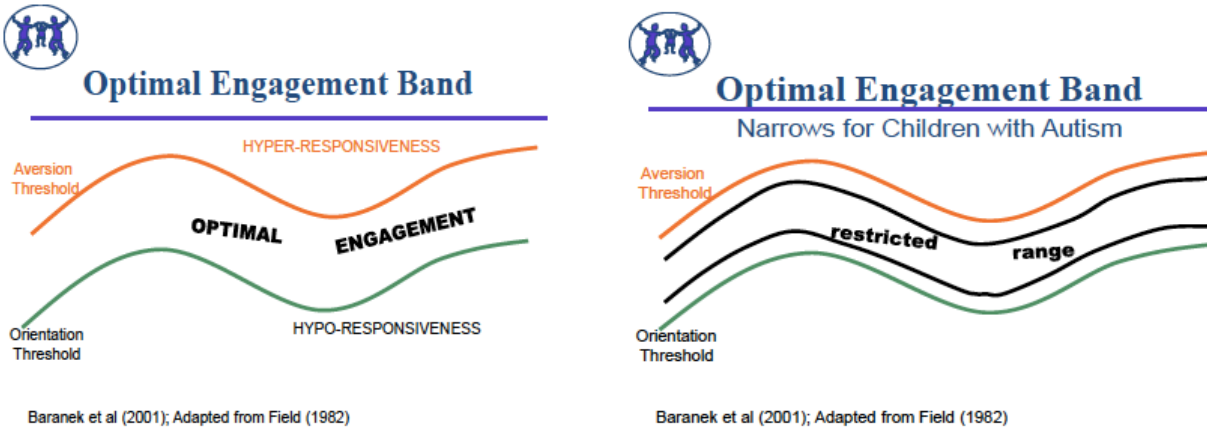 Optimal Engagement Band
HYPER-RESPONSIVENESS
Aversion
Threshold
OPTIMAL
ENGAGEMENT
Orientation
Threshold
HYPO-RESPONSIVENESS
Baranek et al (2001); Adapted from Field (1982)
Optimal Engagement Band
Narrows for Children with Autism
Aversion
Threshold
restricted
range
Orientation
Threshold
Baranek et al (2001); Adapted from Field (1982)